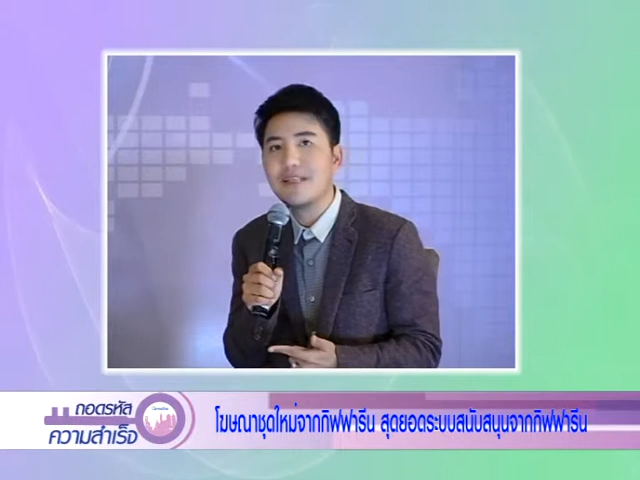 ถอดรหัส
ความสำเร็จ
โฆษณาชุดใหม่จากกิฟฟารีน สุดยอดระบบสนับสนุนจากกิฟฟารีน